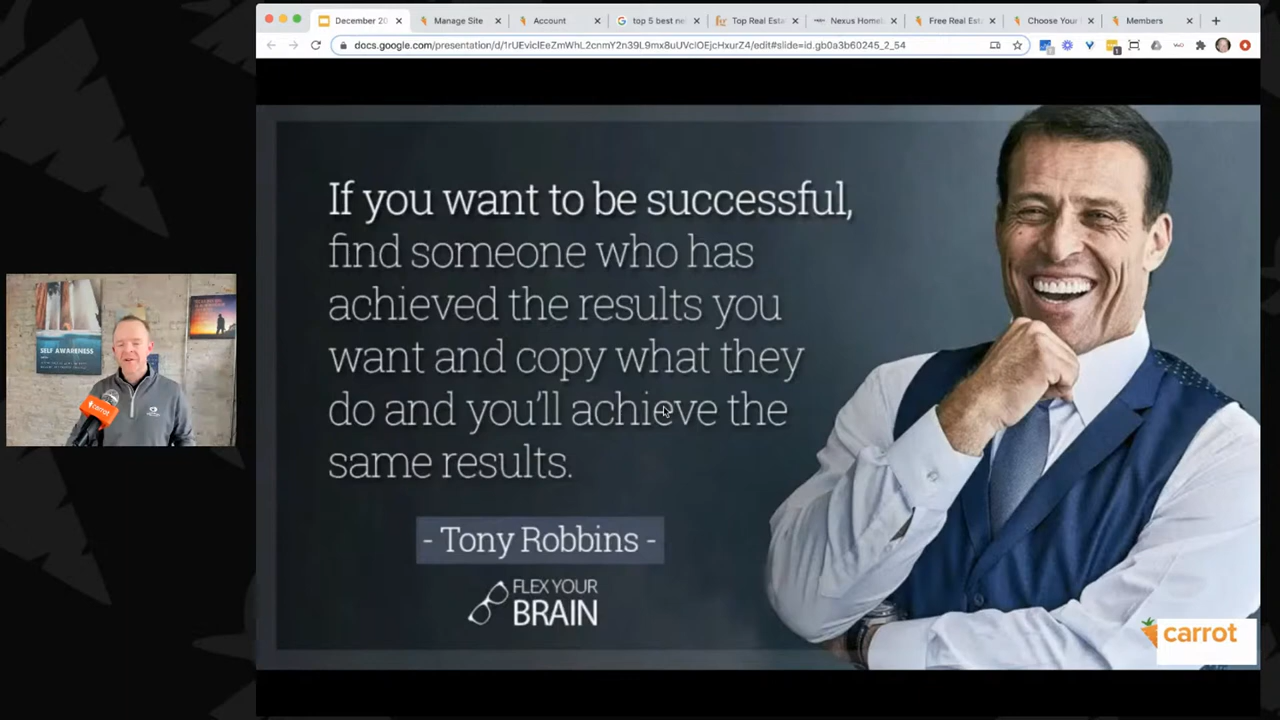 December 20
Manage Site
Account
top 5 best ne
Top Real Esta
Nexus Home
Free Real Est
Choose Your
Members
docs.google.com/presentation/d/1rUEvicIEeZmWhL2cnmY2n39L9mx8uUVclOEjcHxurZ4/edit#slide=id.gb0a3b60245_2_54
If you want to be successful,
find someone who has
achieved the results you
want and copy what they
do and you'll achieve the
same results.
- Tony Robbins -
FLEX YOUR
BRAIN
carrot
SELF AWARENESS
carrot